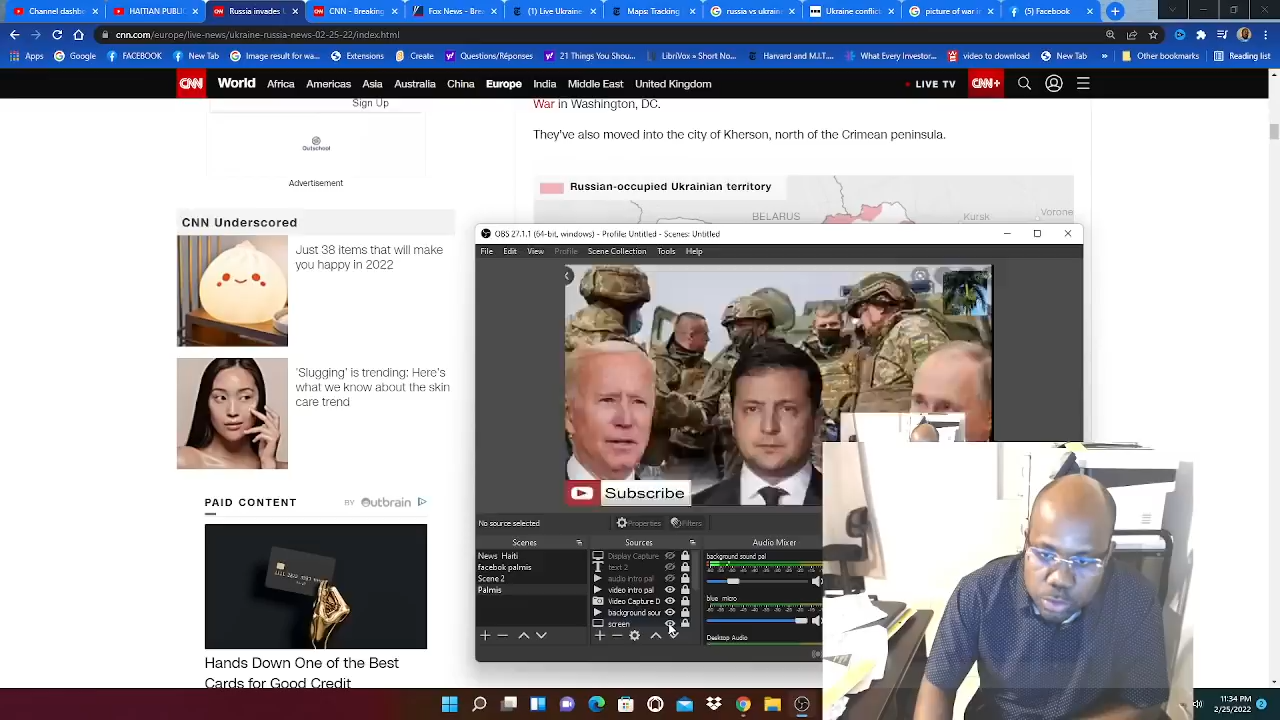 Channel dashb
HAITIAN PUBLI
Russia invades U
CNN - Breaking
Fox News - Bre
(1) Live: Ukraine
Maps: Tracking
russia vs ukrain
Ukraine conflic
picture of war in
(5) Facebook
cnn.com/europe/live-news/ukraine-russia-news-02-25-22/index.html
Apps
Google
FACEBOOK
New Tab
Extensions
Create
Questions/Réponses
21 Things You Shou...
LibriVox » Short No...
Harvard and M.I.T....
What Every Investor...
video to download
New Tab
»
Other bookmarks
Reading list
CNN World Africa Americas Asia Australia China Europe India Middle East United Kingdom
LIVE TV
CNN+
Sign Up
Outschool
Advertisement
War in Washington, DC.
They've also moved into the city of Kherson, north of the Crimean peninsula.
Russian-occupied Ukrainian territory
BELARUS
Kursk
Vorone
CNN Underscored
Just 38 items that will make
you happy in 2022
'Slugging' is trending: Here's
what we know about the skin
care trend
PAID CONTENT
BY Outbrain
Hands Down One of the Best
Cards for Good Credit
OBS 27.1.1 (64-bit, windows) - Profile: Untitled - Scenes: Untitled
File Edit View Profile Scene Collection Tools Help
Subscribe
No source selected
Properties
Filters
Scenes
Sources
Audio Mixer
News Haiti
facebok palmis
Scene 2
Palmis
Display Capture
text 2
audio intro pal
Video Capture D
background sour
screen
background sound pal
blue micro
Desktop Audio
11:34 PM
2/25/2022